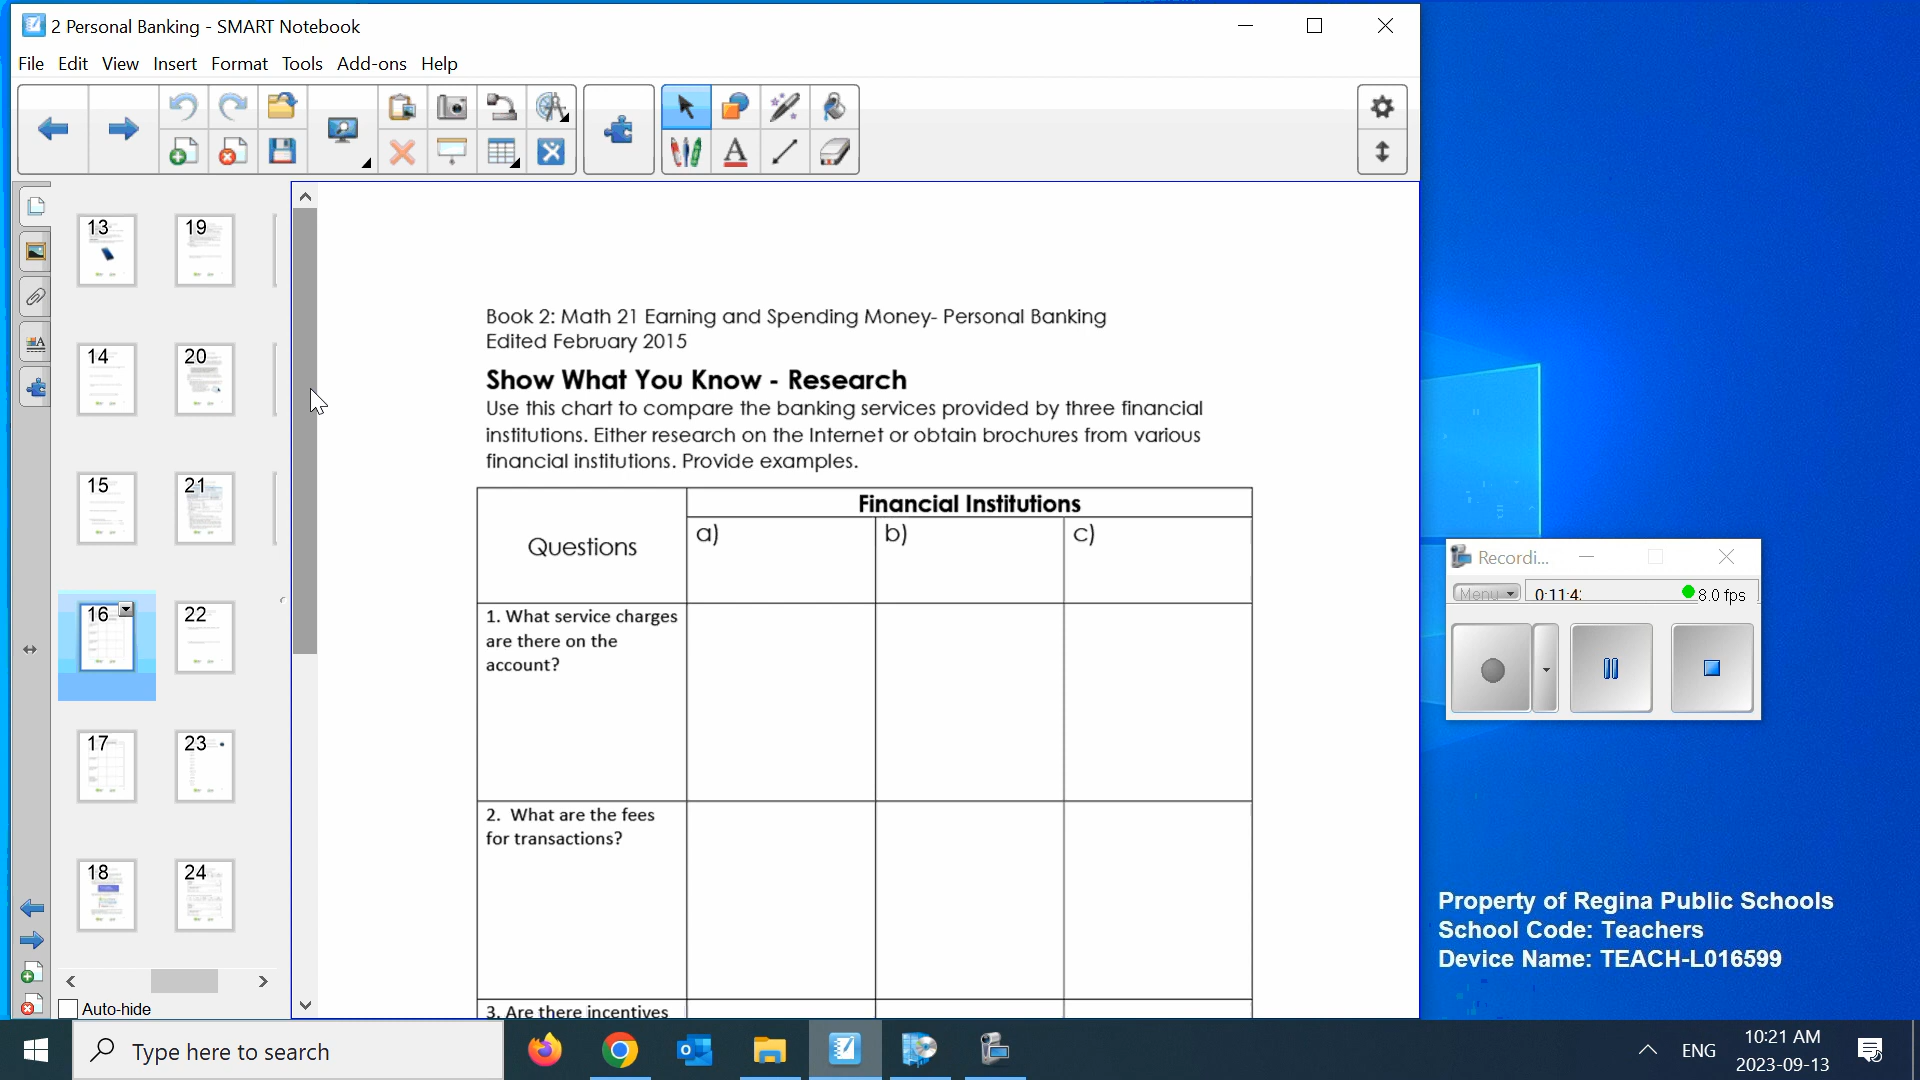 2 Personal Banking - SMART Notebook
File Edit View Insert Format Tools Add-ons Help
13
19
14
20
15
21
16
22
17
23
18
24
Auto-hide
Book 2: Math 21 Earning and Spending Money- Personal Banking
Edited February 2015
Show What You Know - Research
Use this chart to compare the banking services provided by three financial
institutions. Either research on the Internet or obtain brochures from various
financial institutions. Provide examples.
Questions
Financial Institutions
a)
b)
c)
1. What service charges
are there on the
account?
2. What are the fees
for transactions?
3. Are there incentives
Recordi...
Menu
0:11:4
8.0 fps
Property of Regina Public Schools
School Code: Teachers
Device Name: TEACH-L016599
Type here to search
ENG
10:21 AM
2023-09-13